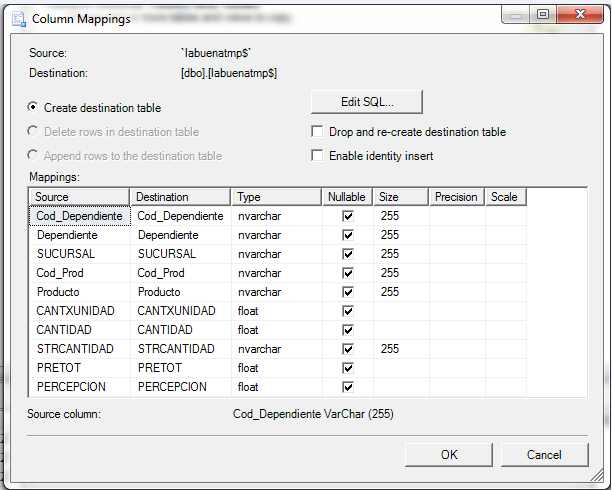 Column Mappings
Source: `labuenatmp$`
Destination: [dbo].[labuenatmp$]
Create destination table
Edit SQL...
Delete rows in destination table
Drop and re-create destination table
Append rows to the destination table
Enable identity insert
Mappings:
Source Destination Type Nullable Size Precision Scale
Cod_Dependiente Cod_Dependiente nvarchar 255
Dependiente Dependiente nvarchar 255
SUCURSAL SUCURSAL nvarchar 255
Cod_Prod Cod_Prod nvarchar 255
Producto Producto nvarchar 255
CANTXUNIDAD CANTXUNIDAD float
CANTIDAD CANTIDAD float
STRCANTIDAD STRCANTIDAD nvarchar 255
PRETOT PRETOT float
PERCEPCION PERCEPCION float
Source column: Cod_Dependiente VarChar (255)
OK Cancel